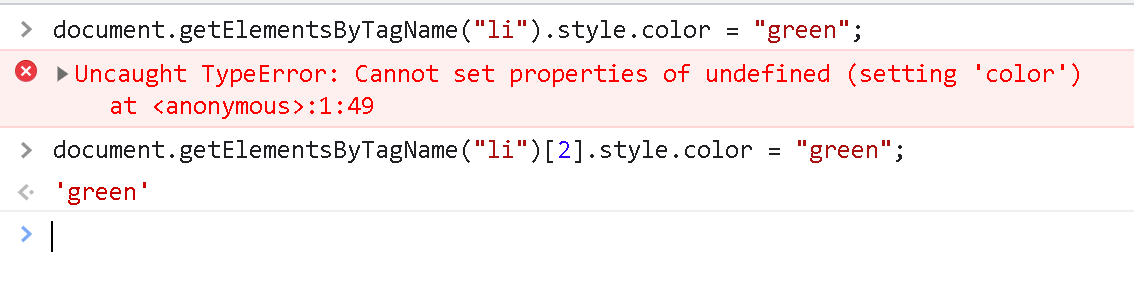 document.getElementsByTagName("li").style.color = "green";
Uncaught TypeError: Cannot set properties of undefined (setting 'color')
at <anonymous>:1:49
document.getElementsByTagName("li")[2].style.color = "green";
'green'